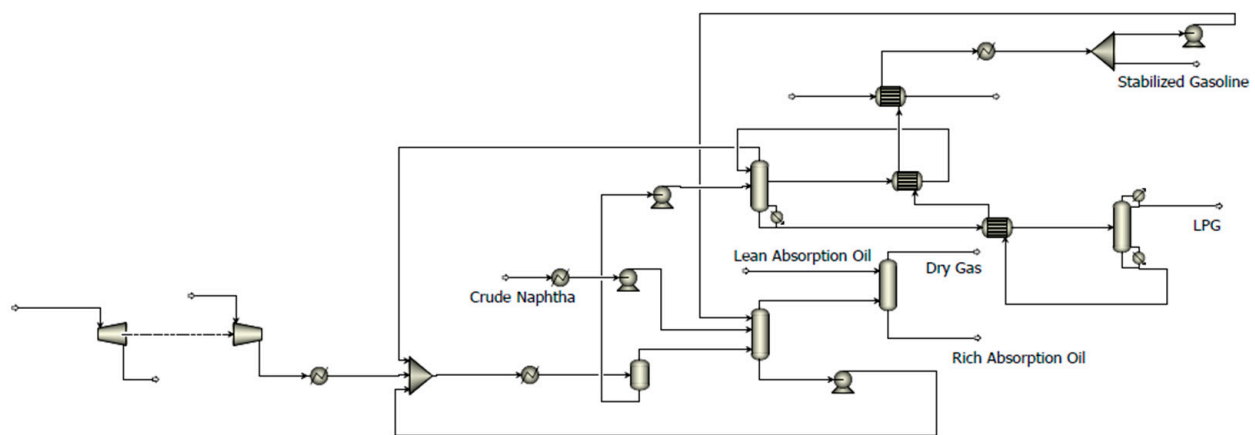 Stabilized Gasoline
LPG
Lean Absorption Oil
Dry Gas
Crude Naphtha
Rich Absorption Oil